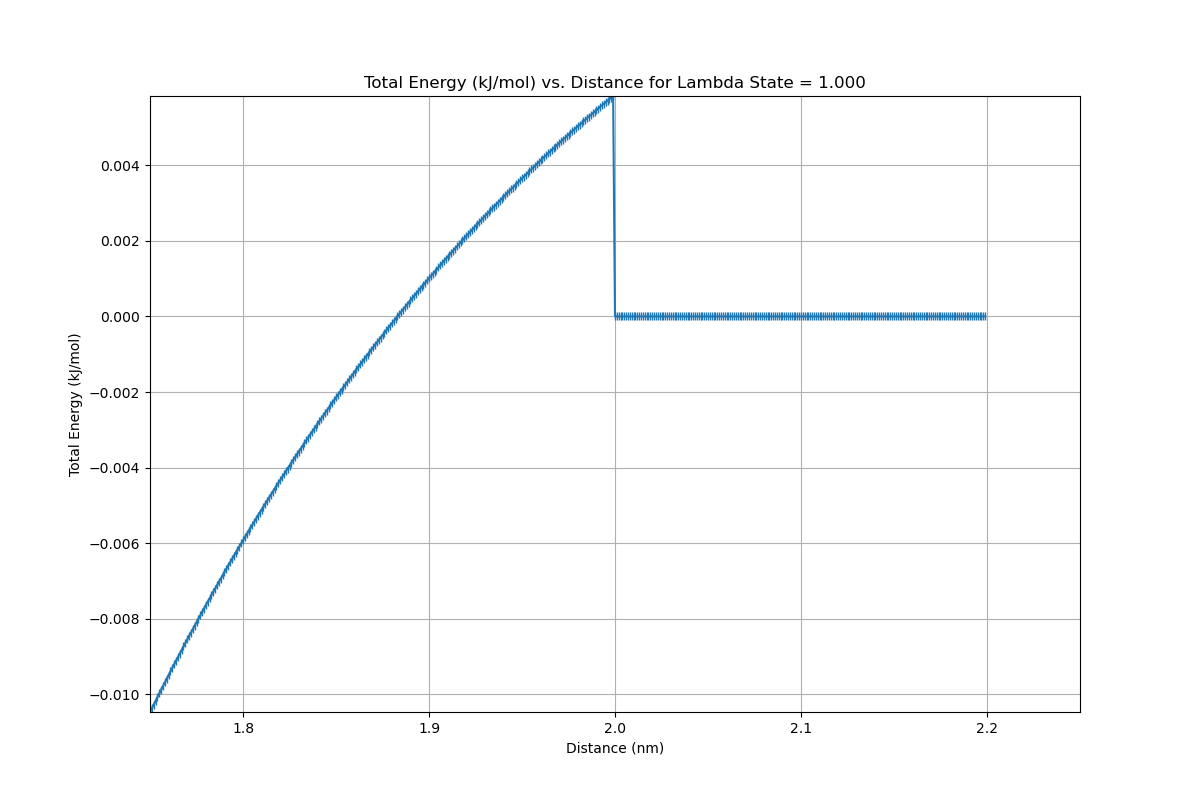 Total Energy (kJ/mol) vs. Distance for Lambda State = 1.000
Total Energy (kJ/mol)
0.004
0.002
0.000
−0.002
−0.004
−0.006
−0.008
−0.010
1.8 1.9 2.0 2.1 2.2
Distance (nm)